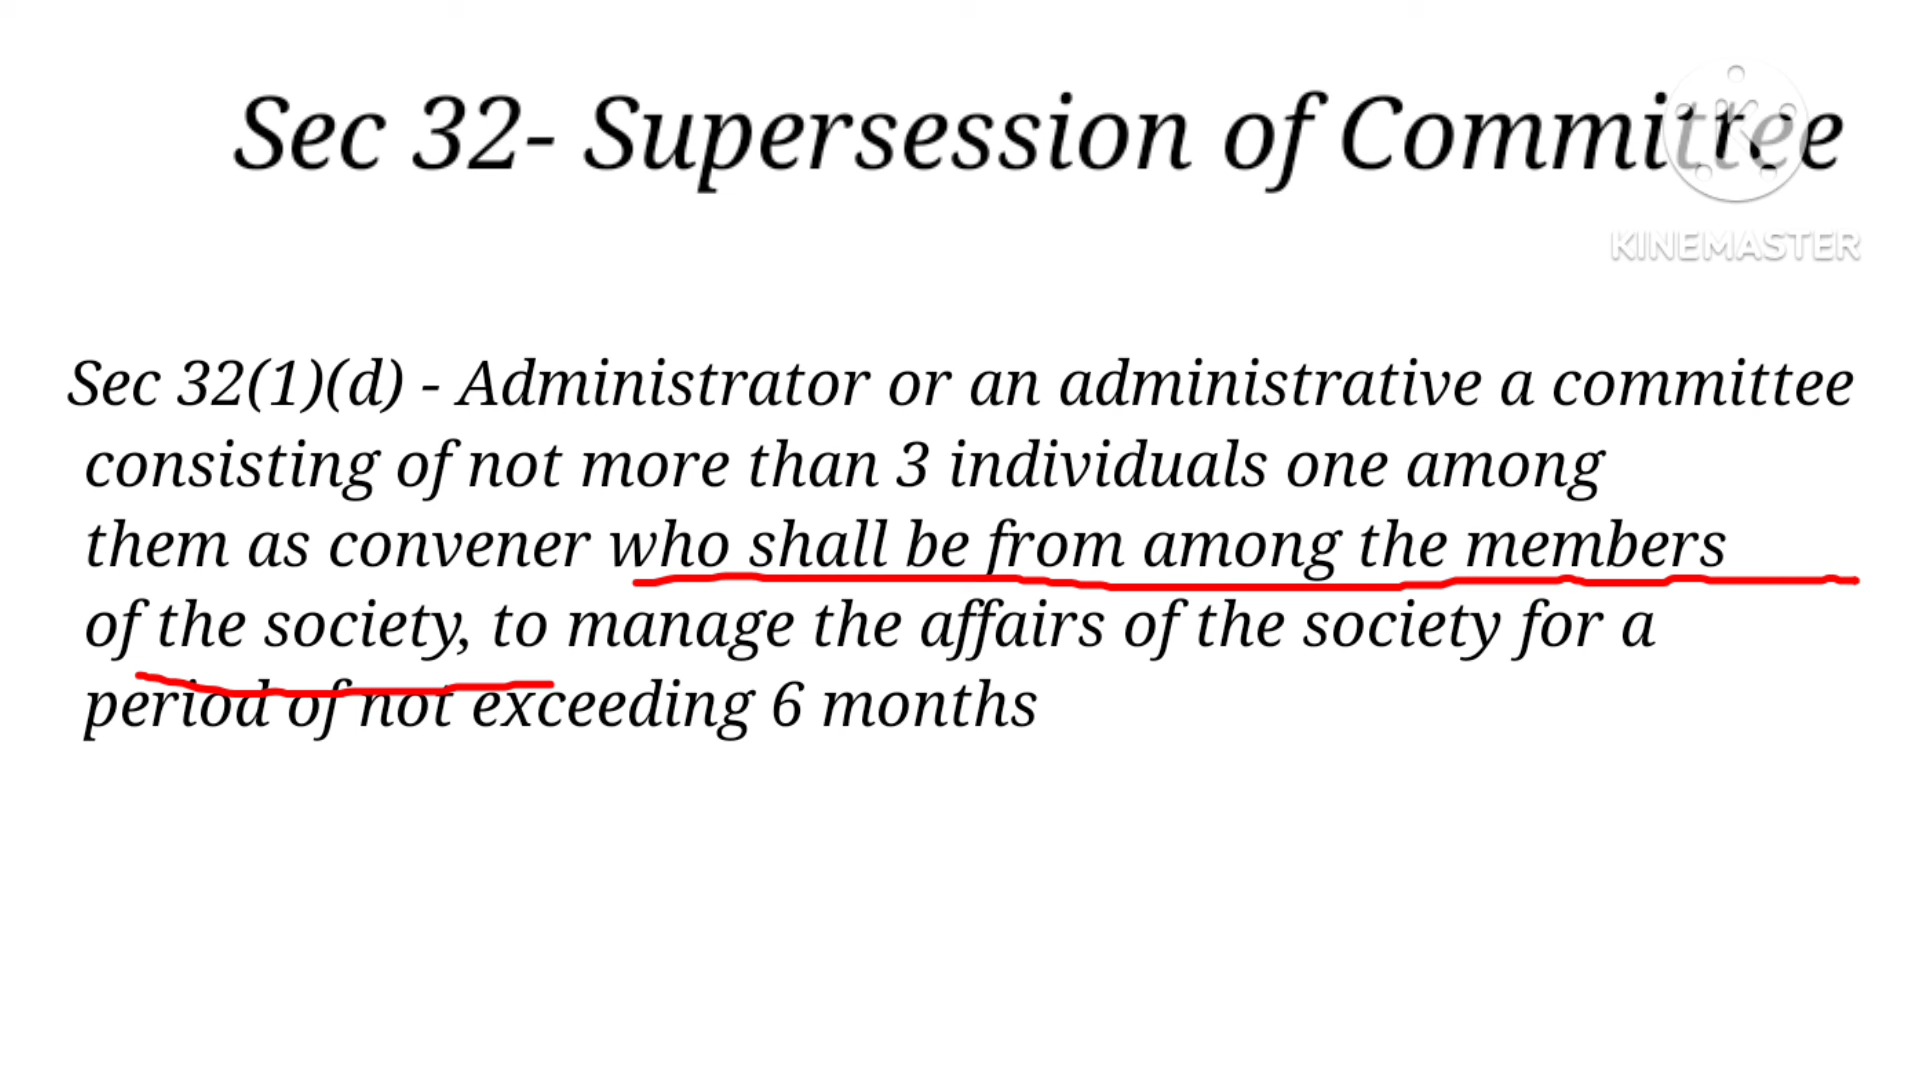 Sec 32- Supersession of Committee
KINEMASTER
Sec 32(1)(d) - Administrator or an administrative a committee
consisting of not more than 3 individuals one among
them as convener who shall be from among the members
of the society, to manage the affairs of the society for a
period of not exceeding 6 months